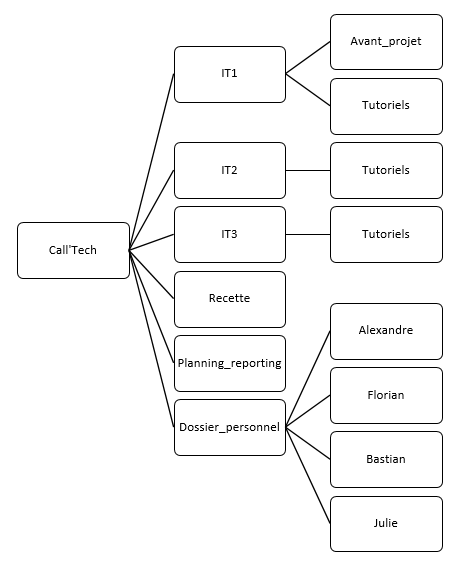 Call'Tech
IT1
Avant_projet
Tutoriels
IT2
Tutoriels
IT3
Tutoriels
Recette
Planning_reporting
Dossier_personnel
Alexandre
Florian
Bastian
Julie